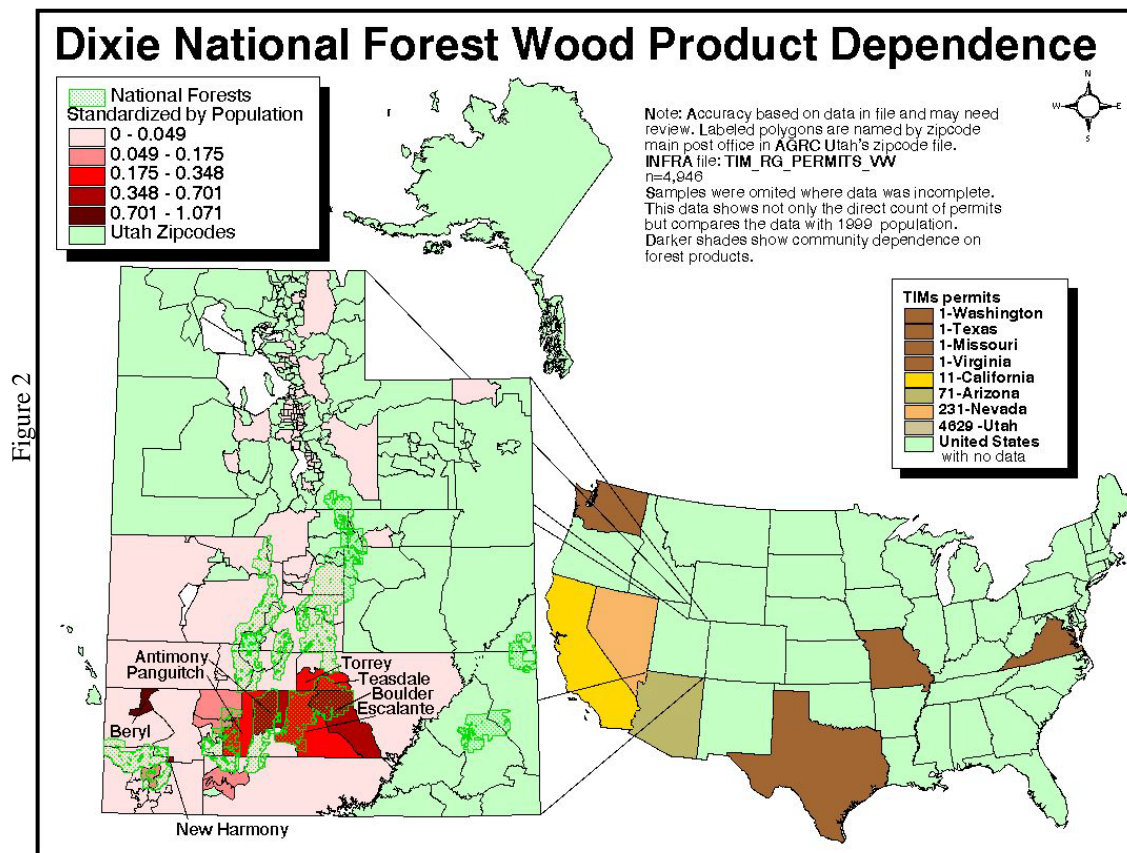 Dixie National Forest Wood Product Dependence
National Forests
Standardized by Population
0 - 0.049
0.049 - 0.175
0.175 - 0.348
0.348 - 0.701
0.701 - 1.071
Utah Zipcodes
Note: Accuracy based on data in file and may need
review. Labeled polygons are named by zipcode
main post office in AGRC Utah's zipcode file.
INFRA file: TIM_RG_PERMITS_VW
n=4,946
Samples were omited where data was incomplete.
This data shows not only the direct count of permits
but compares the data with 1999 population.
Darker shades show community dependence on
forest products.
N
W
E
S
TIMs permits
1-Washington
1-Texas
1-Missouri
1-Virginia
11-California
71-Arizona
231-Nevada
4629 -Utah
United States
with no data
Figure 2
Antimony
Panguitch
Torrey
Teasdale
Boulder
Escalante
Beryl
New Harmony